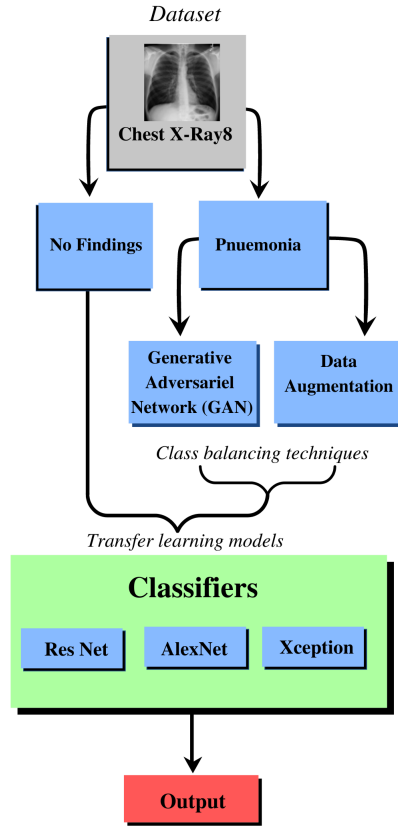 Dataset
Chest X-Ray8
No Findings
Pnuemonia
Generative
Adversariel
Network (GAN)
Data
Augmentation
Class balancing techniques
Transfer learning models
Classifiers
Res Net
AlexNet
Xception
Output